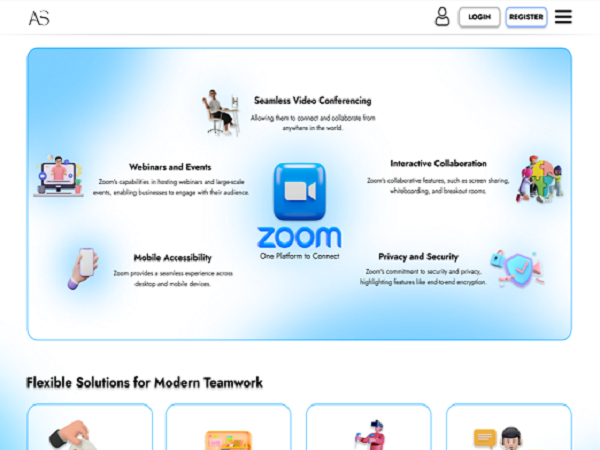 AS
LOGIN
REGISTER
Seamless Video Conferencing
Allowing them to connect and collaborate from
anywhere in the world.
Webinars and Events
Zoom's capabilities in hosting webinars and large-scale
events, enabling businesses to engage with their audience.
Interactive Collaboration
Zoom's collaborative features, such as screen sharing,
whiteboarding, and breakout rooms.
zoom
One Platform to Connect
Mobile Accessibility
Zoom provides a seamless experience across
desktop and mobile devices.
Privacy and Security
Zoom's commitment to security and privacy,
highlighting features like end-to-end encryption.
Flexible Solutions for Modern Teamwork